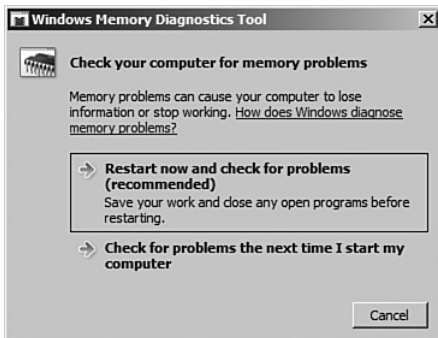 Windows Memory Diagnostics Tool
Check your computer for memory problems
Memory problems can cause your computer to lose
information or stop working. How does Windows diagnose
memory problems?
Restart now and check for problems
(recommended)
Save your work and close any open programs before
restarting.
Check for problems the next time I start my
computer
Cancel